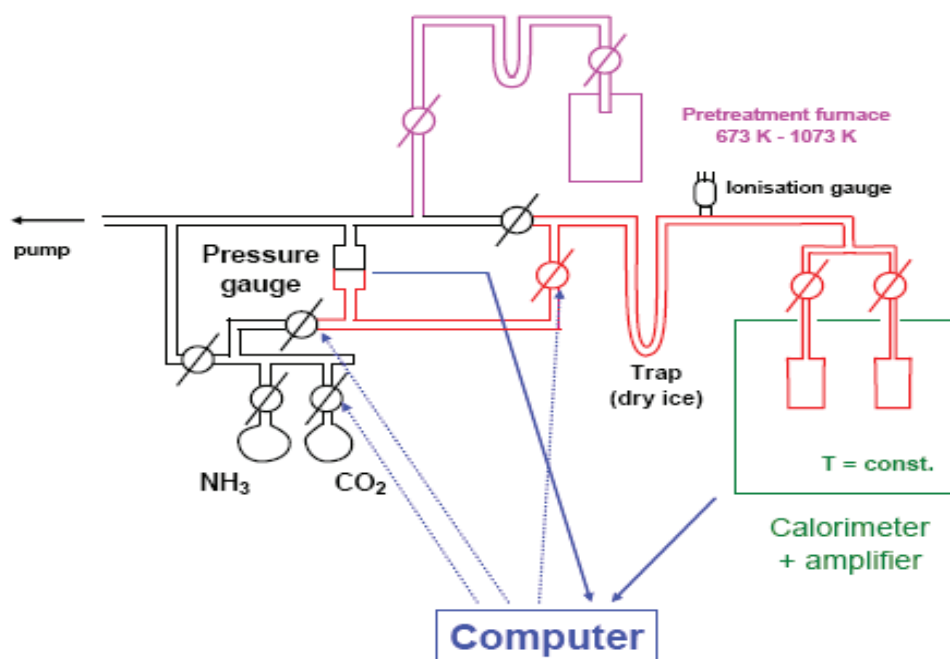 Pretreatment furnace
673 K - 1073 K
Ionisation gauge
pump
Pressure
gauge
Trap
(dry ice)
NH₃
CO₂
T = const.
Calorimeter
+ amplifier
Computer